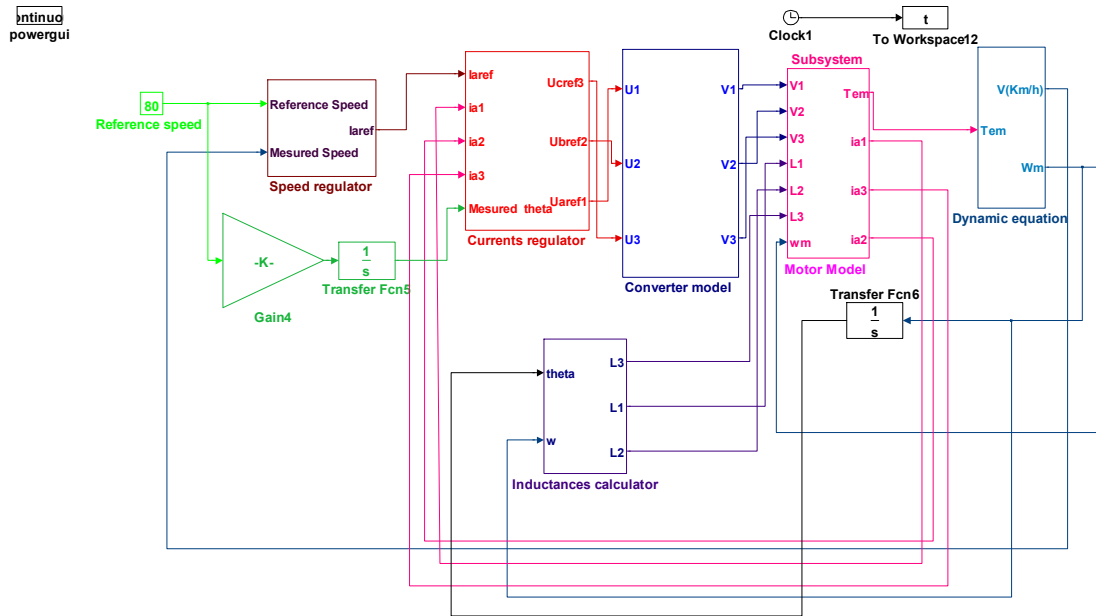 ontinuo
powergui
Clock1
t
To Workspace12
80
Reference speed
Reference Speed
Mesured Speed
Iaref
Speed regulator
-K-
Gain4
1
s
Transfer Fcn5
Iaref
ia1
ia2
ia3
Mesured theta
Ucref3
Ubref2
Uaref1
Currents regulator
U1
U2
U3
V1
V2
V3
Converter model
Subsystem
V1
V2
V3
L1
L2
L3
wm
Tem
ia1
ia3
ia2
Motor Model
Tem
V(Km/h)
Wm
Dynamic equation
Transfer Fcn6
1
s
theta
w
L3
L1
L2
Inductances calculator